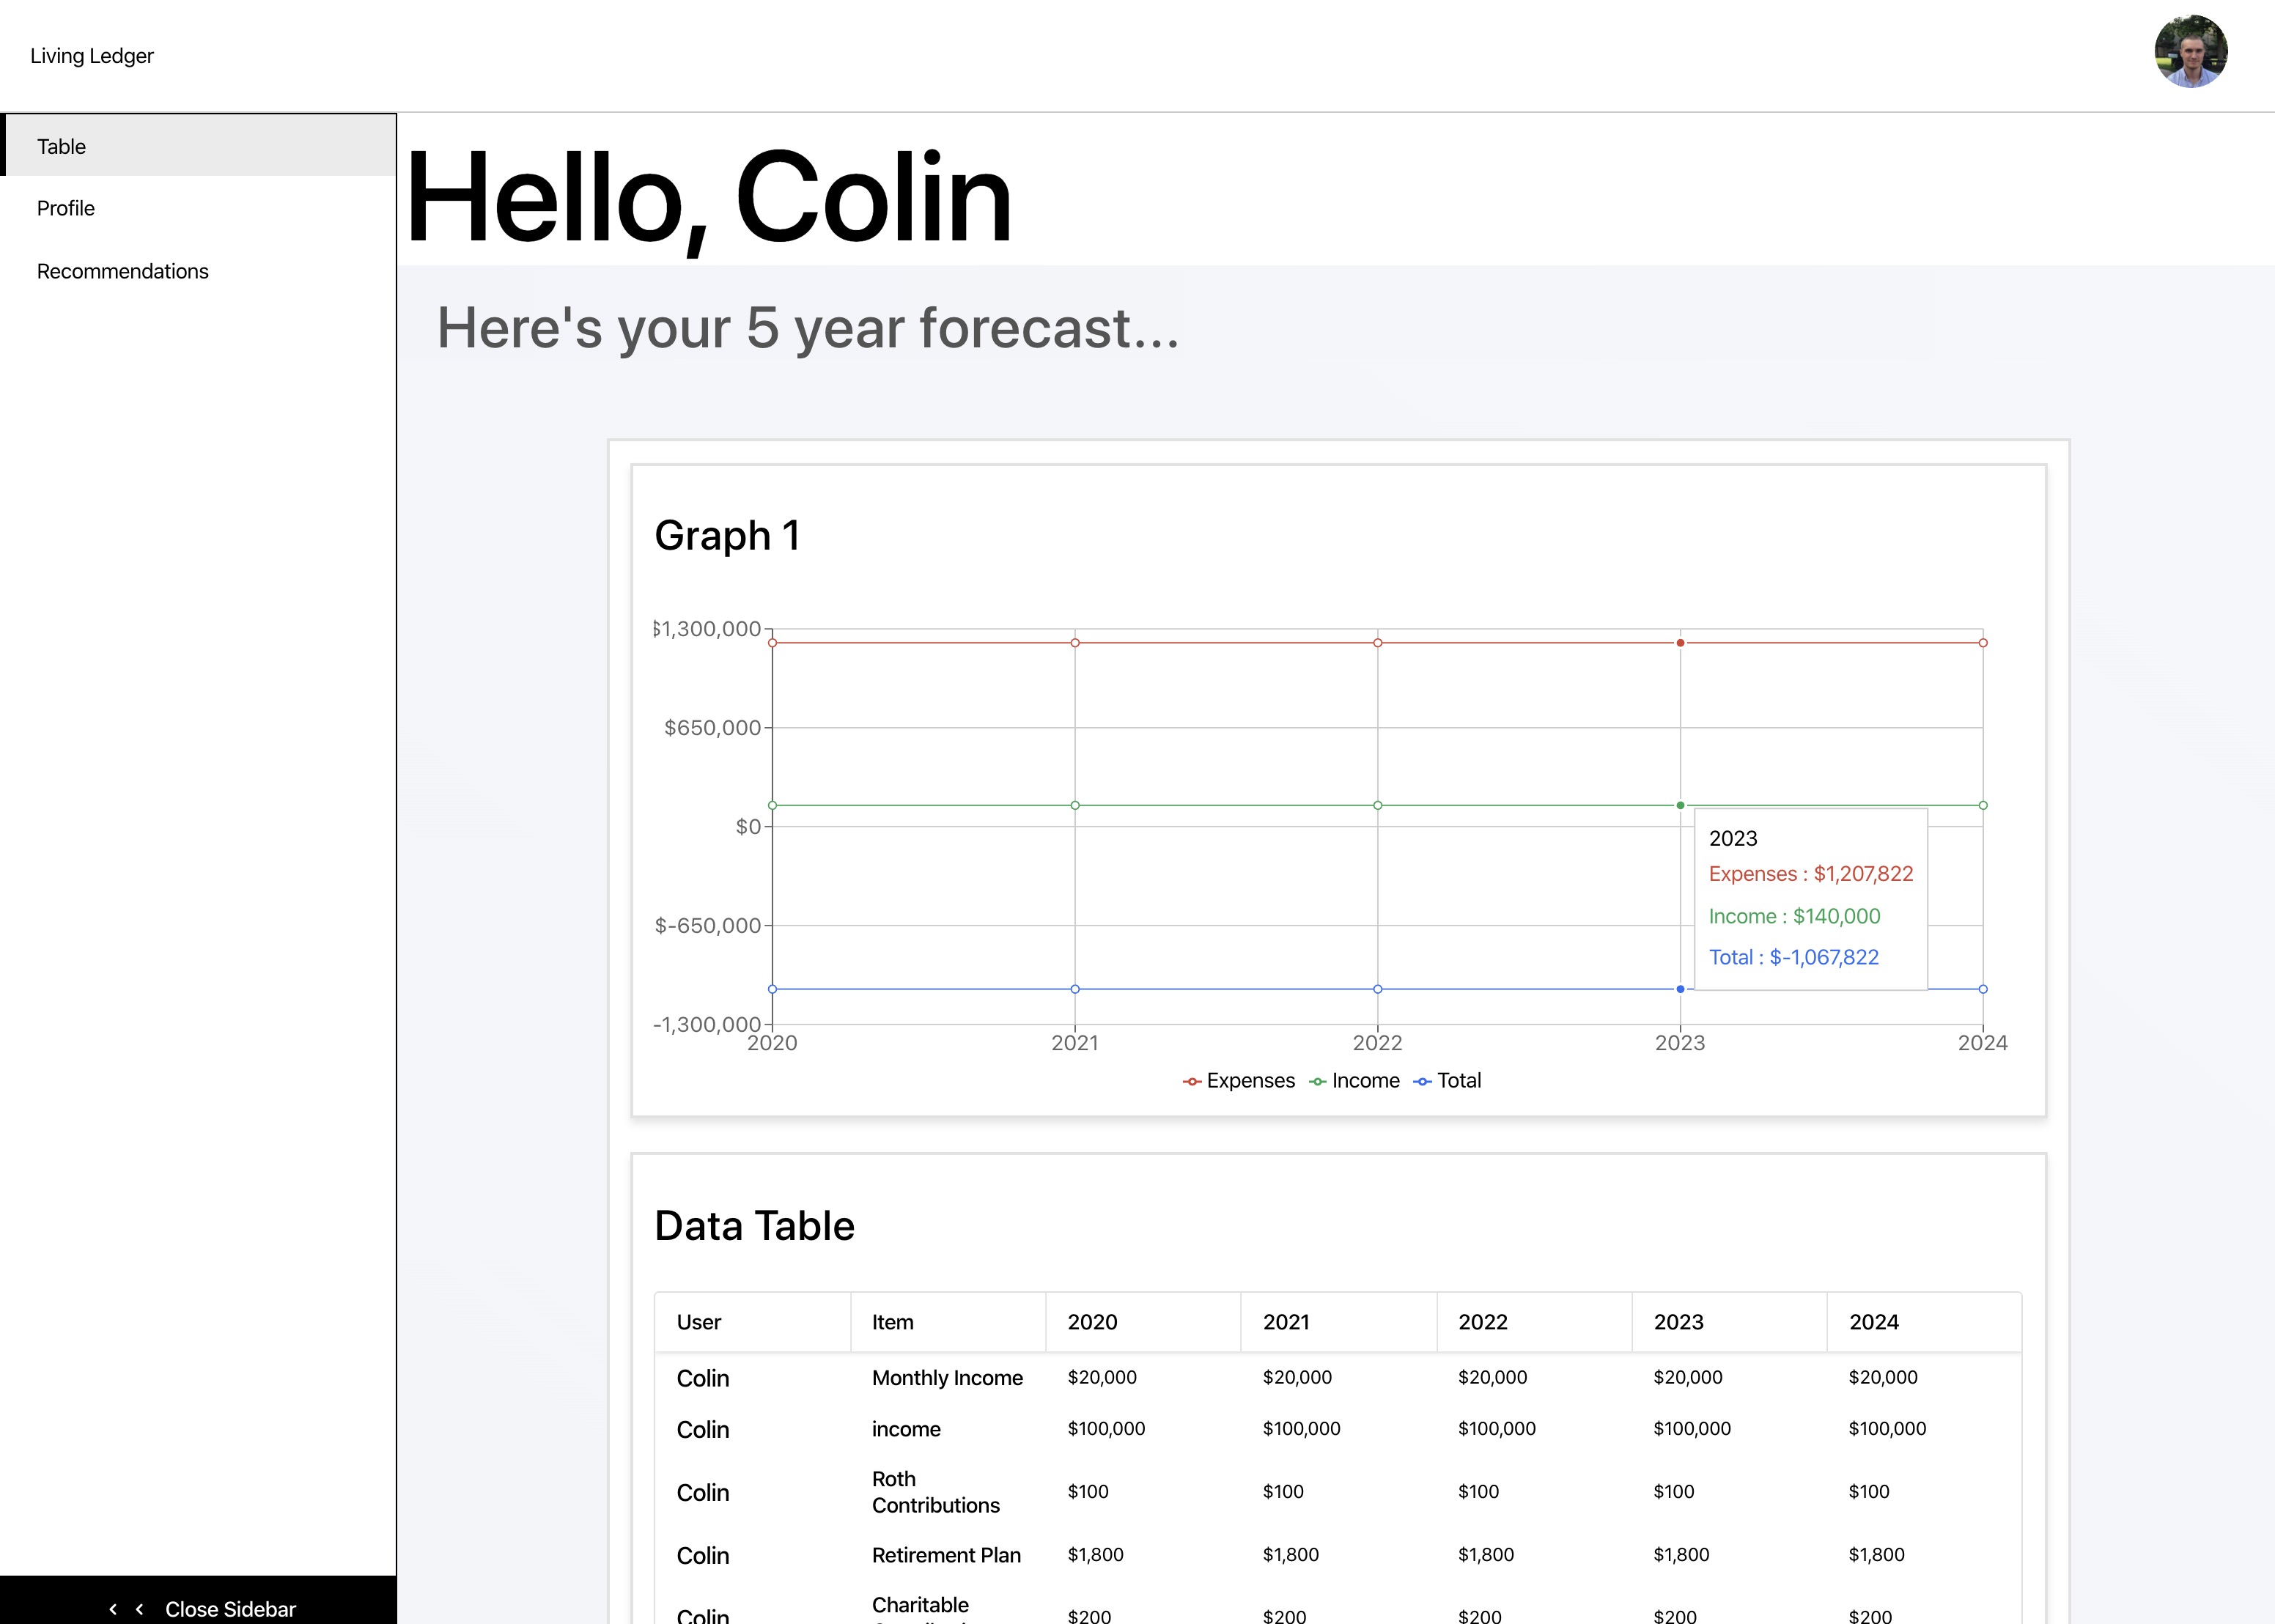 Living Ledger
Table
Profile
Recommendations
Close Sidebar
Hello, Colin
Here's your 5 year forecast...
Graph 1
$1,300,000
$650,000
$0
$-650,000
-1,300,000
2020 2021 2022 2023 2024
2023
Expenses : $1,207,822
Income : $140,000
Total : $-1,067,822
Expenses Income Total
Data Table
User Item 2020 2021 2022 2023 2024
Colin Monthly Income $20,000 $20,000 $20,000 $20,000 $20,000
Colin income $100,000 $100,000 $100,000 $100,000 $100,000
Colin Roth Contributions $100 $100 $100 $100 $100
Colin Retirement Plan $1,800 $1,800 $1,800 $1,800 $1,800
Colin Charitable $200 $200 $200 $200 $200